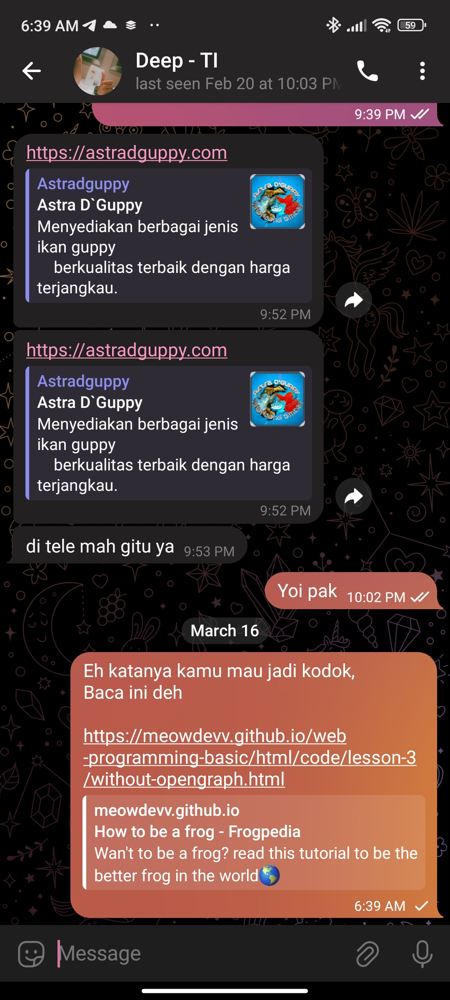 6:39 AM
59
Deep - TI
last seen Feb 20 at 10:03 PM
9:39 PM
https://astradguppy.com
Astradguppy
Astra D`Guppy
Menyediakan berbagai jenis
ikan guppy
berkualitas terbaik dengan harga
terjangkau.
9:52 PM
https://astradguppy.com
Astradguppy
Astra D`Guppy
Menyediakan berbagai jenis
ikan guppy
berkualitas terbaik dengan harga
terjangkau.
9:52 PM
di tele mah gitu ya 9:53 PM
Yoi pak 10:02 PM
March 16
Eh katanya kamu mau jadi kodok,
Baca ini deh
https://meowdevv.github.io/web
-programming-basic/html/code/lesson-3
/without-opengraph.html
meowdevv.github.io
How to be a frog - Frogpedia
Wan't to be a frog? read this tutorial to be the
better frog in the world🌎
6:39 AM
Message